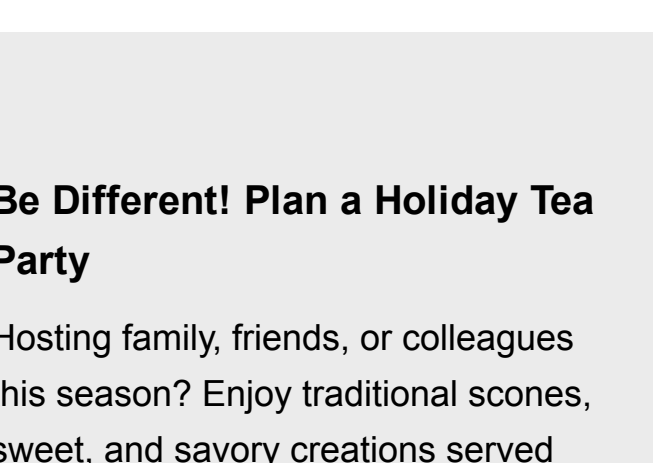 Be Different! Plan a Holiday Tea
Party
Hosting family, friends, or colleagues
this season? Enjoy traditional scones,
sweet, and savory creations served